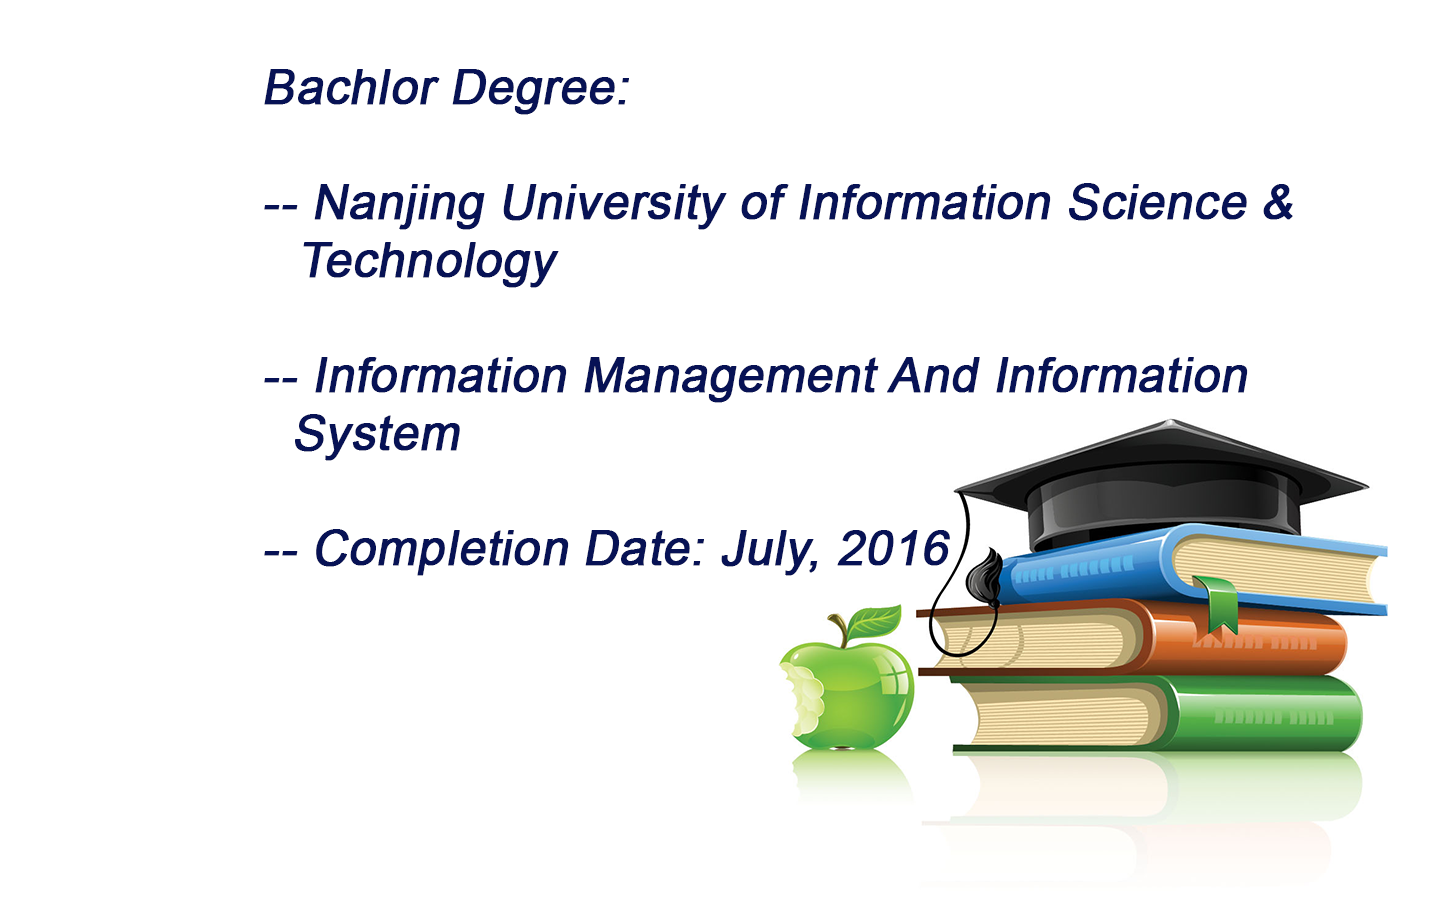 Bachlor Degree:
-- Nanjing University of Information Science &
Technology
-- Information Management And Information
System
-- Completion Date: July, 2016